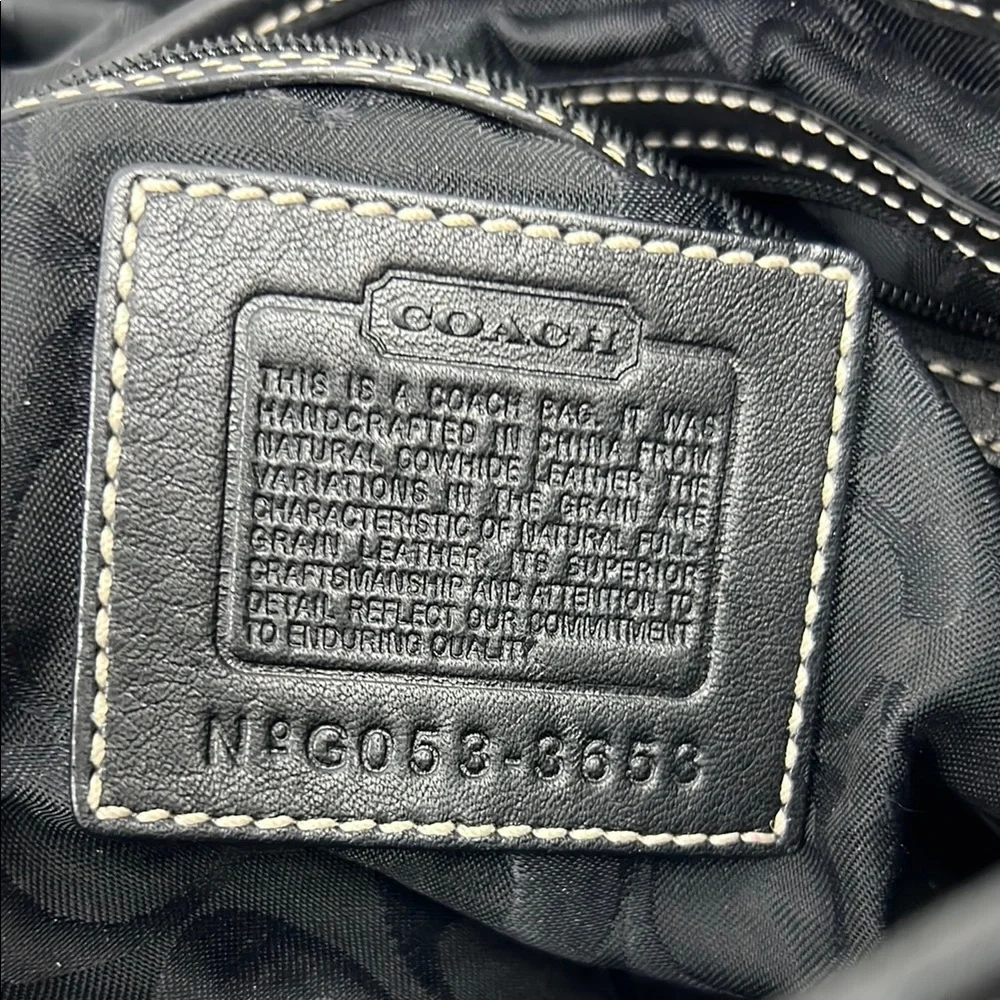 COACH
THIS IS A COACH BAG. IT WAS
HANDCRAFTED IN CHINA FROM
NATURAL COWHIDE LEATHER. THE
VARIATIONS IN THE GRAIN ARE
CHARACTERISTIC OF NATURAL FULL-
GRAIN LEATHER. ITS SUPERIOR
CRAFTSMANSHIP AND ATTENTION TO
DETAIL REFLECT OUR COMMITMENT
TO ENDURING QUALITY
Nº G053-3653